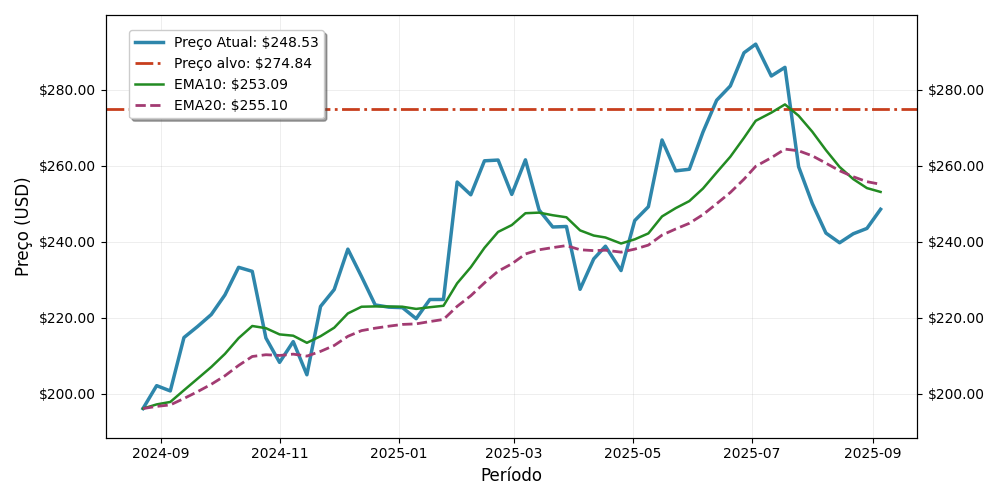 Preço Atual: $248.53
Preço alvo: $274.84
EMA10: $253.09
EMA20: $255.10
Preço (USD)
$280.00
$260.00
$240.00
$220.00
$200.00
$280.00
$260.00
$240.00
$220.00
$200.00
2024-09 2024-11 2025-01 2025-03 2025-05 2025-07 2025-09
Período